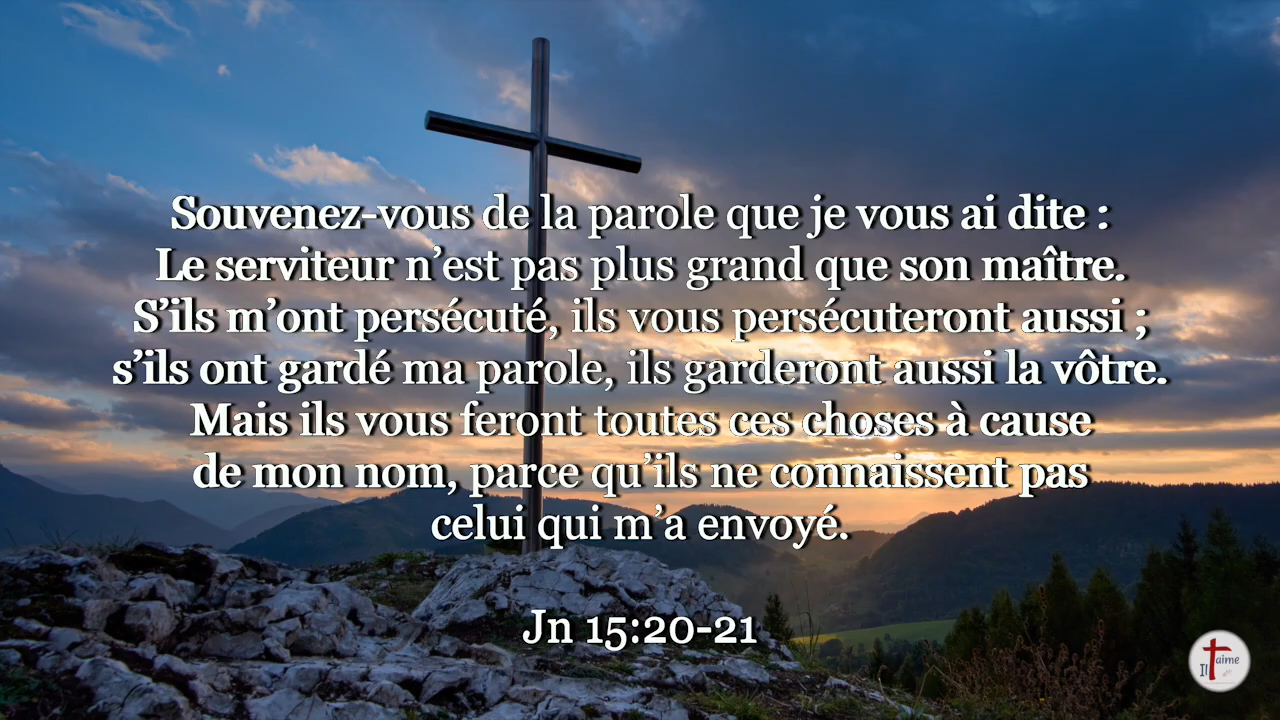 Souvenez-vous de la parole que je vous ai dite :
Le serviteur n’est pas plus grand que son maître.
S’ils m’ont persécuté, ils vous persécuteront aussi ;
s’ils ont gardé ma parole, ils garderont aussi la vôtre.
Mais ils vous feront toutes ces choses à cause
de mon nom, parce qu’ils ne connaissent pas
celui qui m’a envoyé.
Jn 15:20-21
Il t aime